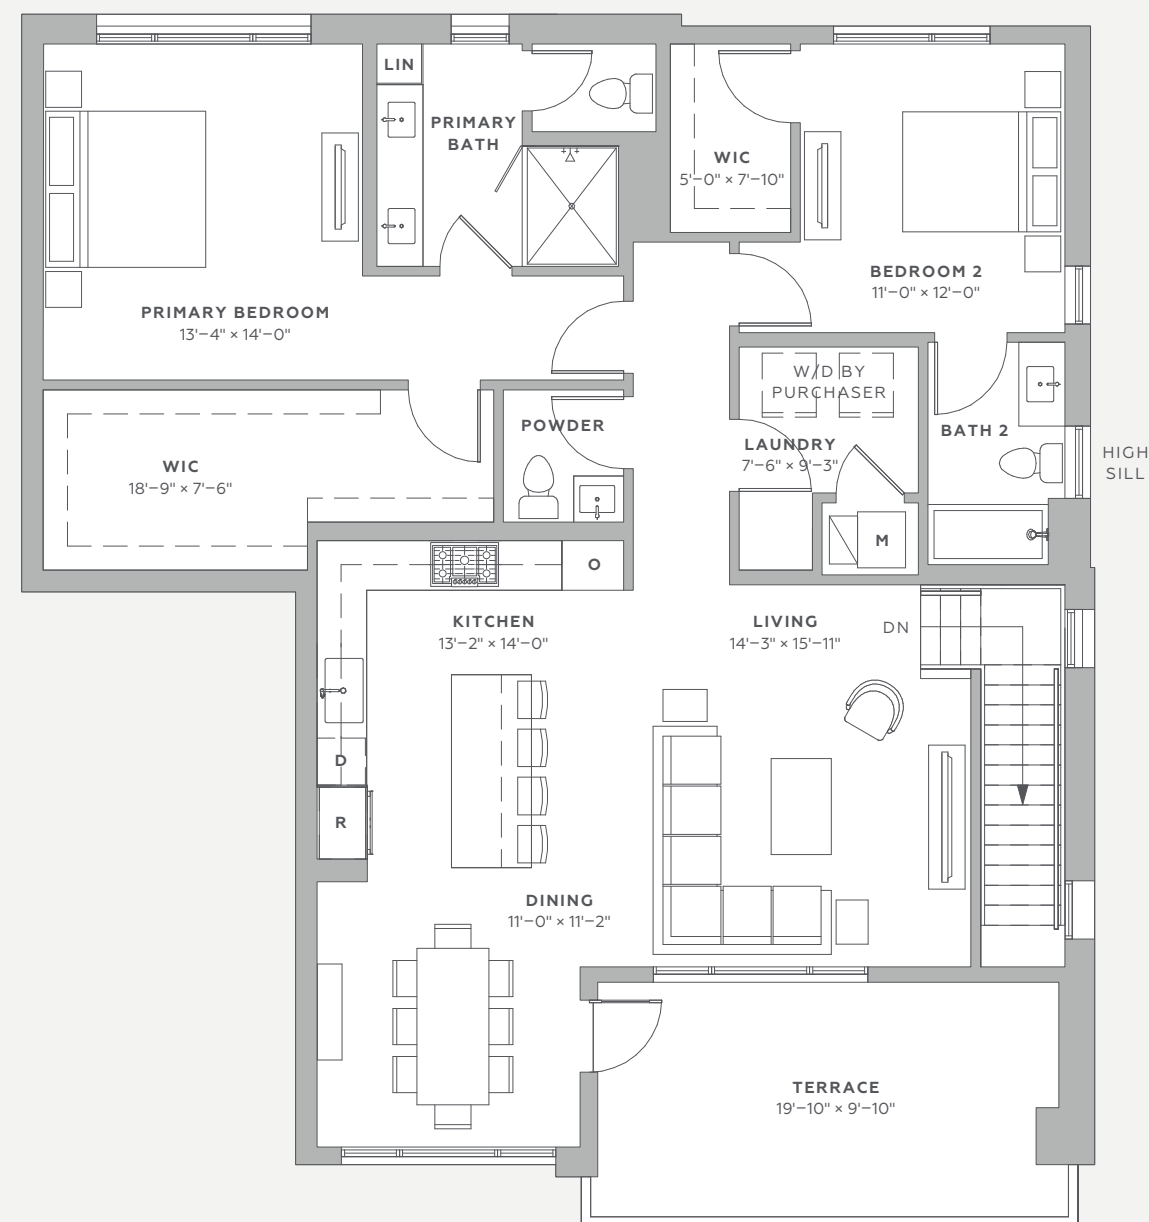 LIN
PRIMARY
BATH
WIC
5'–0" × 7'–10"
BEDROOM 2
11'–0" × 12'–0"
PRIMARY BEDROOM
13'–4" × 14'–0"
W/D BY
PURCHASER
POWDER
BATH 2
LAUNDRY
7'–6" × 9'–3"
HIGH
SILL
WIC
18'–9" × 7'–6"
M
O
KITCHEN
13'–2" × 14'–0"
LIVING
14'–3" × 15'–11"
DN
D
R
DINING
11'–0" × 11'–2"
TERRACE
19'–10" × 9'–10"